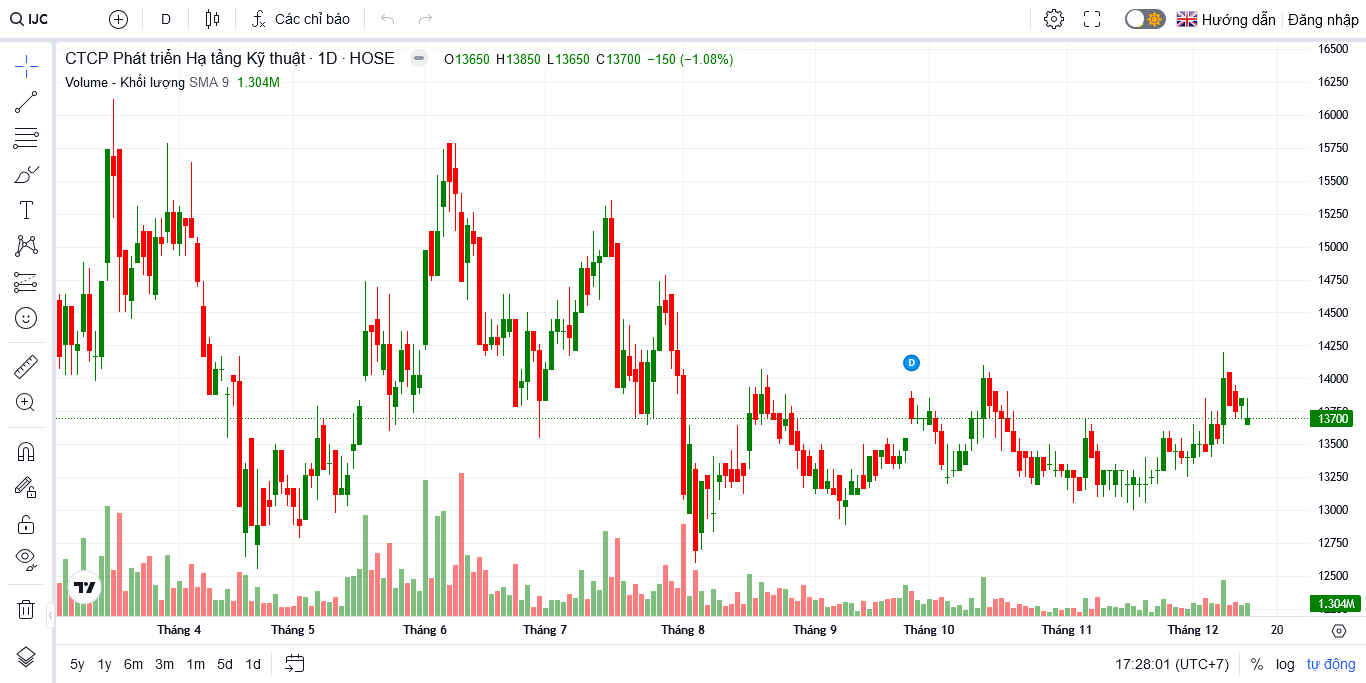 IJC D Các chỉ báo Hướng dẫn Đăng nhập
CTCP Phát triển Hạ tầng Kỹ thuật · 1D · HOSE O13650 H13850 L13650 C13700 −150 (−1.08%)
Volume - Khối lượng SMA 9 1.304M
16500
16250
16000
15750
15500
15250
15000
14750
14500
14250
14000
13700
13500
13250
13000
12750
12500
1.304M
D
Tháng 4 Tháng 5 Tháng 6 Tháng 7 Tháng 8 Tháng 9 Tháng 10 Tháng 11 Tháng 12 20
5y 1y 6m 3m 1m 5d 1d 17:28:01 (UTC+7) % log tự động